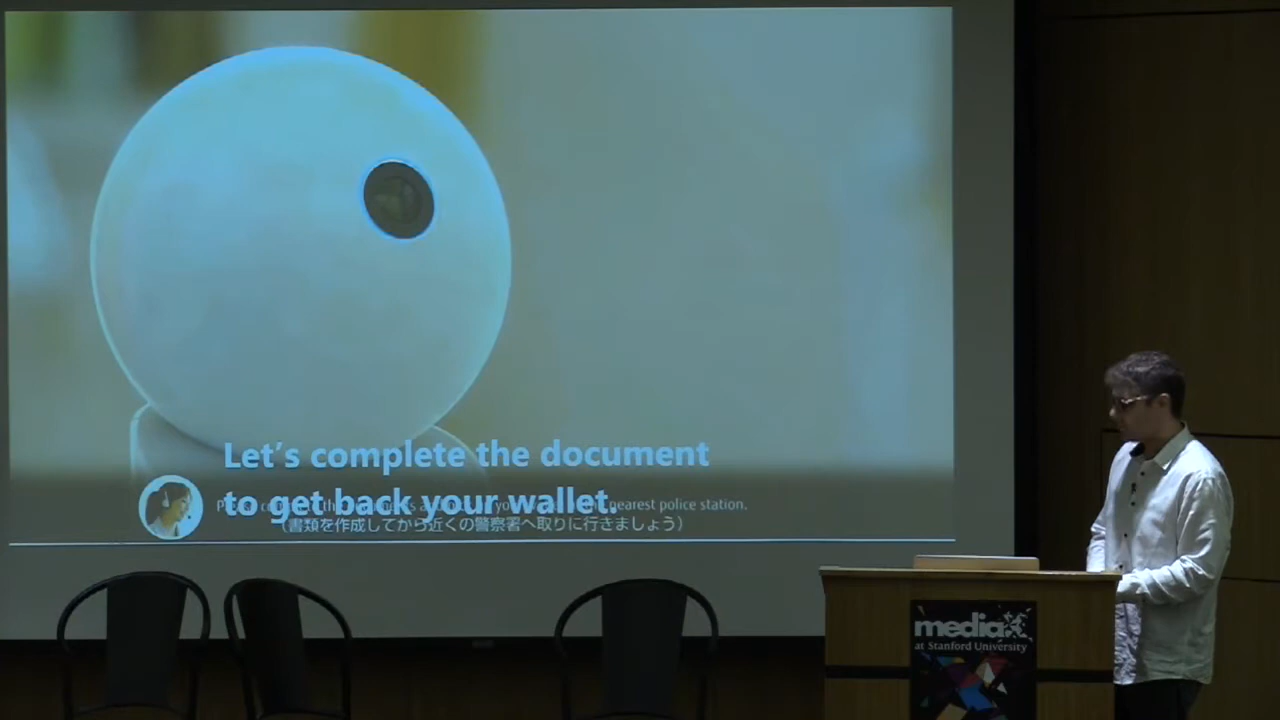 Let's complete the document
to get back your wallet.
nearest police station.
(書類を作成してから近くの警察署へ取りに行きましょう)
mediaX
at Stanford University